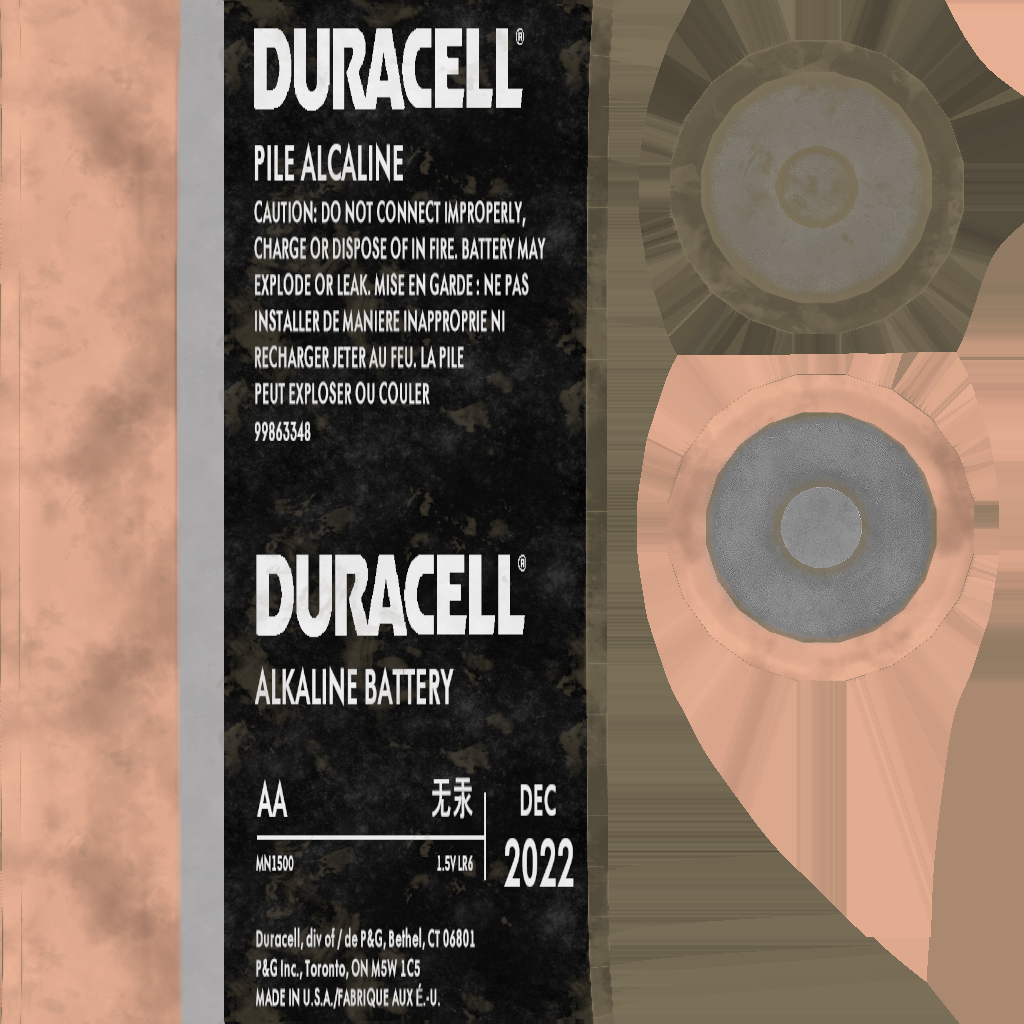 DURACELL®
PILE ALCALINE
CAUTION: DO NOT CONNECT IMPROPERLY,
CHARGE OR DISPOSE OF IN FIRE. BATTERY MAY
EXPLODE OR LEAK. MISE EN GARDE : NE PAS
INSTALLER DE MANIERE INAPPROPRIE NI
RECHARGER JETER AU FEU. LA PILE
PEUT EXPLOSER OU COULER
99863348
DURACELL®
ALKALINE BATTERY
AA 无汞 DEC
MN1500 1.5V LR6 2022
Duracell, div of / de P&G, Bethel, CT 06801
P&G Inc., Toronto, ON M5W 1C5
MADE IN U.S.A./FABRIQUE AUX É.-U.